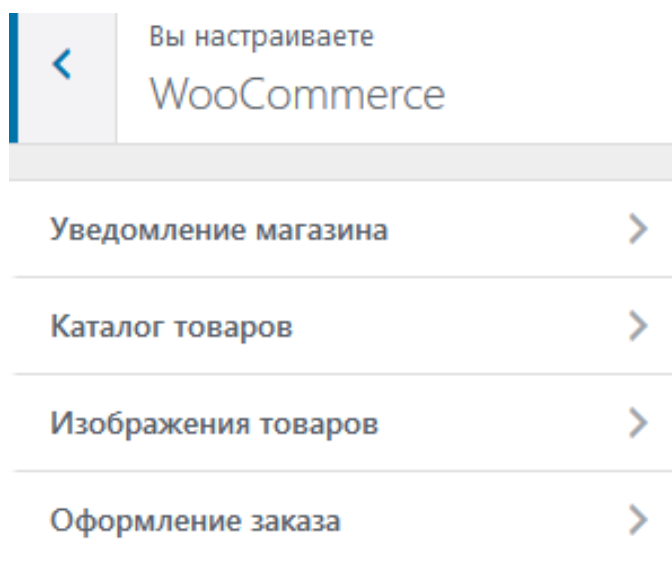 Вы настраиваете
WooCommerce
Уведомление магазина
Каталог товаров
Изображения товаров
Оформление заказа